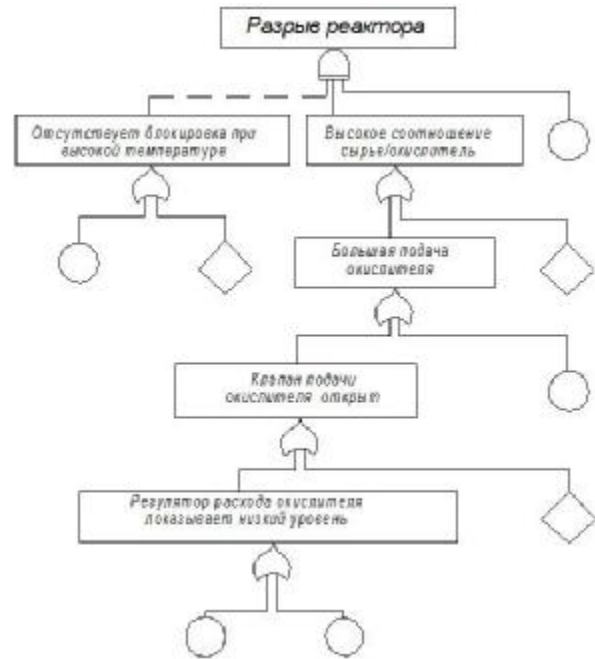 Разрыв реактора
Отсутствует блокировка при
высокой температуре
Высокое соотношение
сырье/окислитель
Большая подача
окислителя
Клапан подачи
окислителя открыт
Регулятор расхода окислителя
показывает низкий уровень